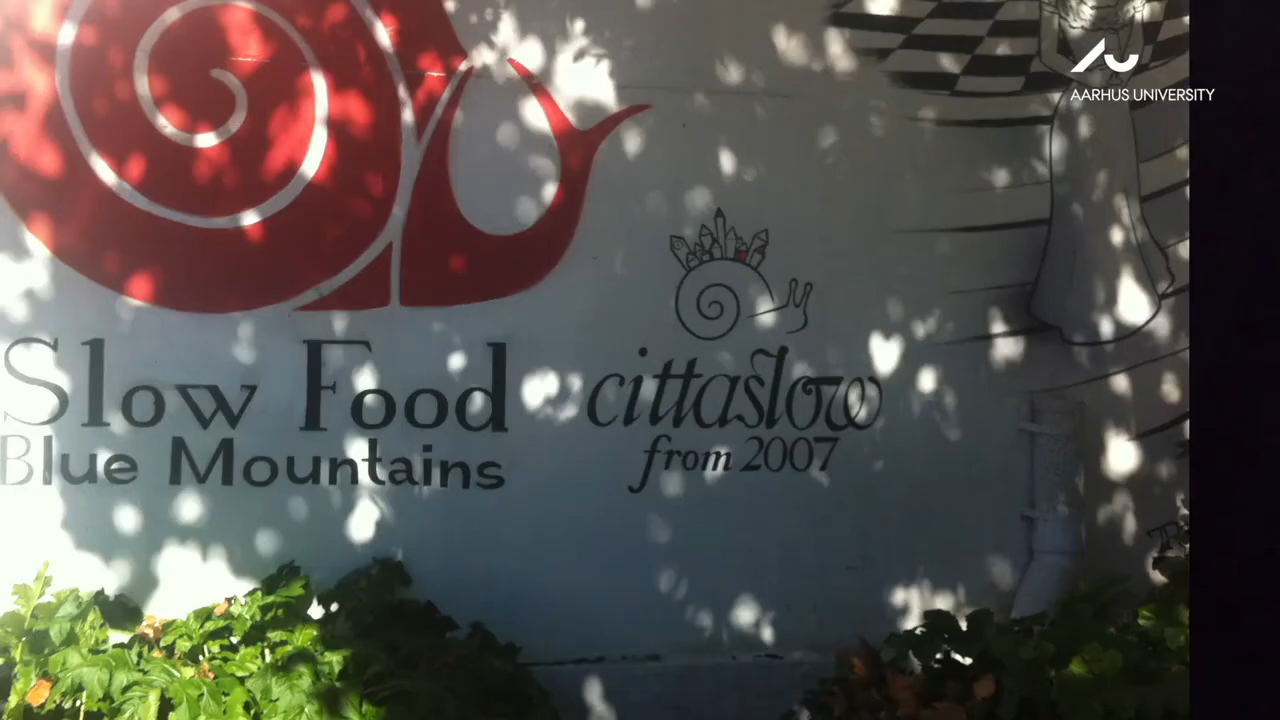 AARHUS UNIVERSITY
Slow Food
Blue Mountains
cittaslow
from 2007